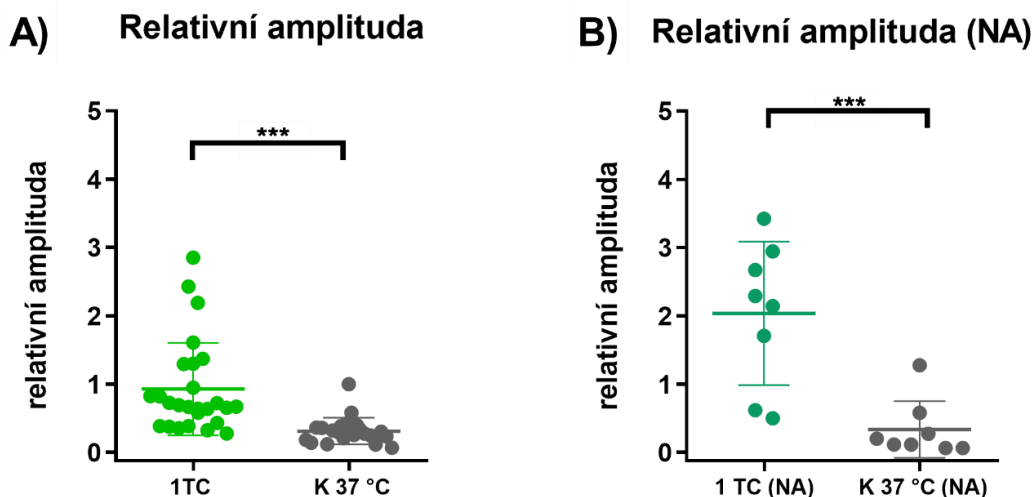 A) Relativní amplituda
relativní amplituda
5
4
3
2
1
0
***
1TC K 37 °C
B) Relativní amplituda (NA)
relativní amplituda
5
4
3
2
1
0
***
1 TC (NA) K 37 °C (NA)